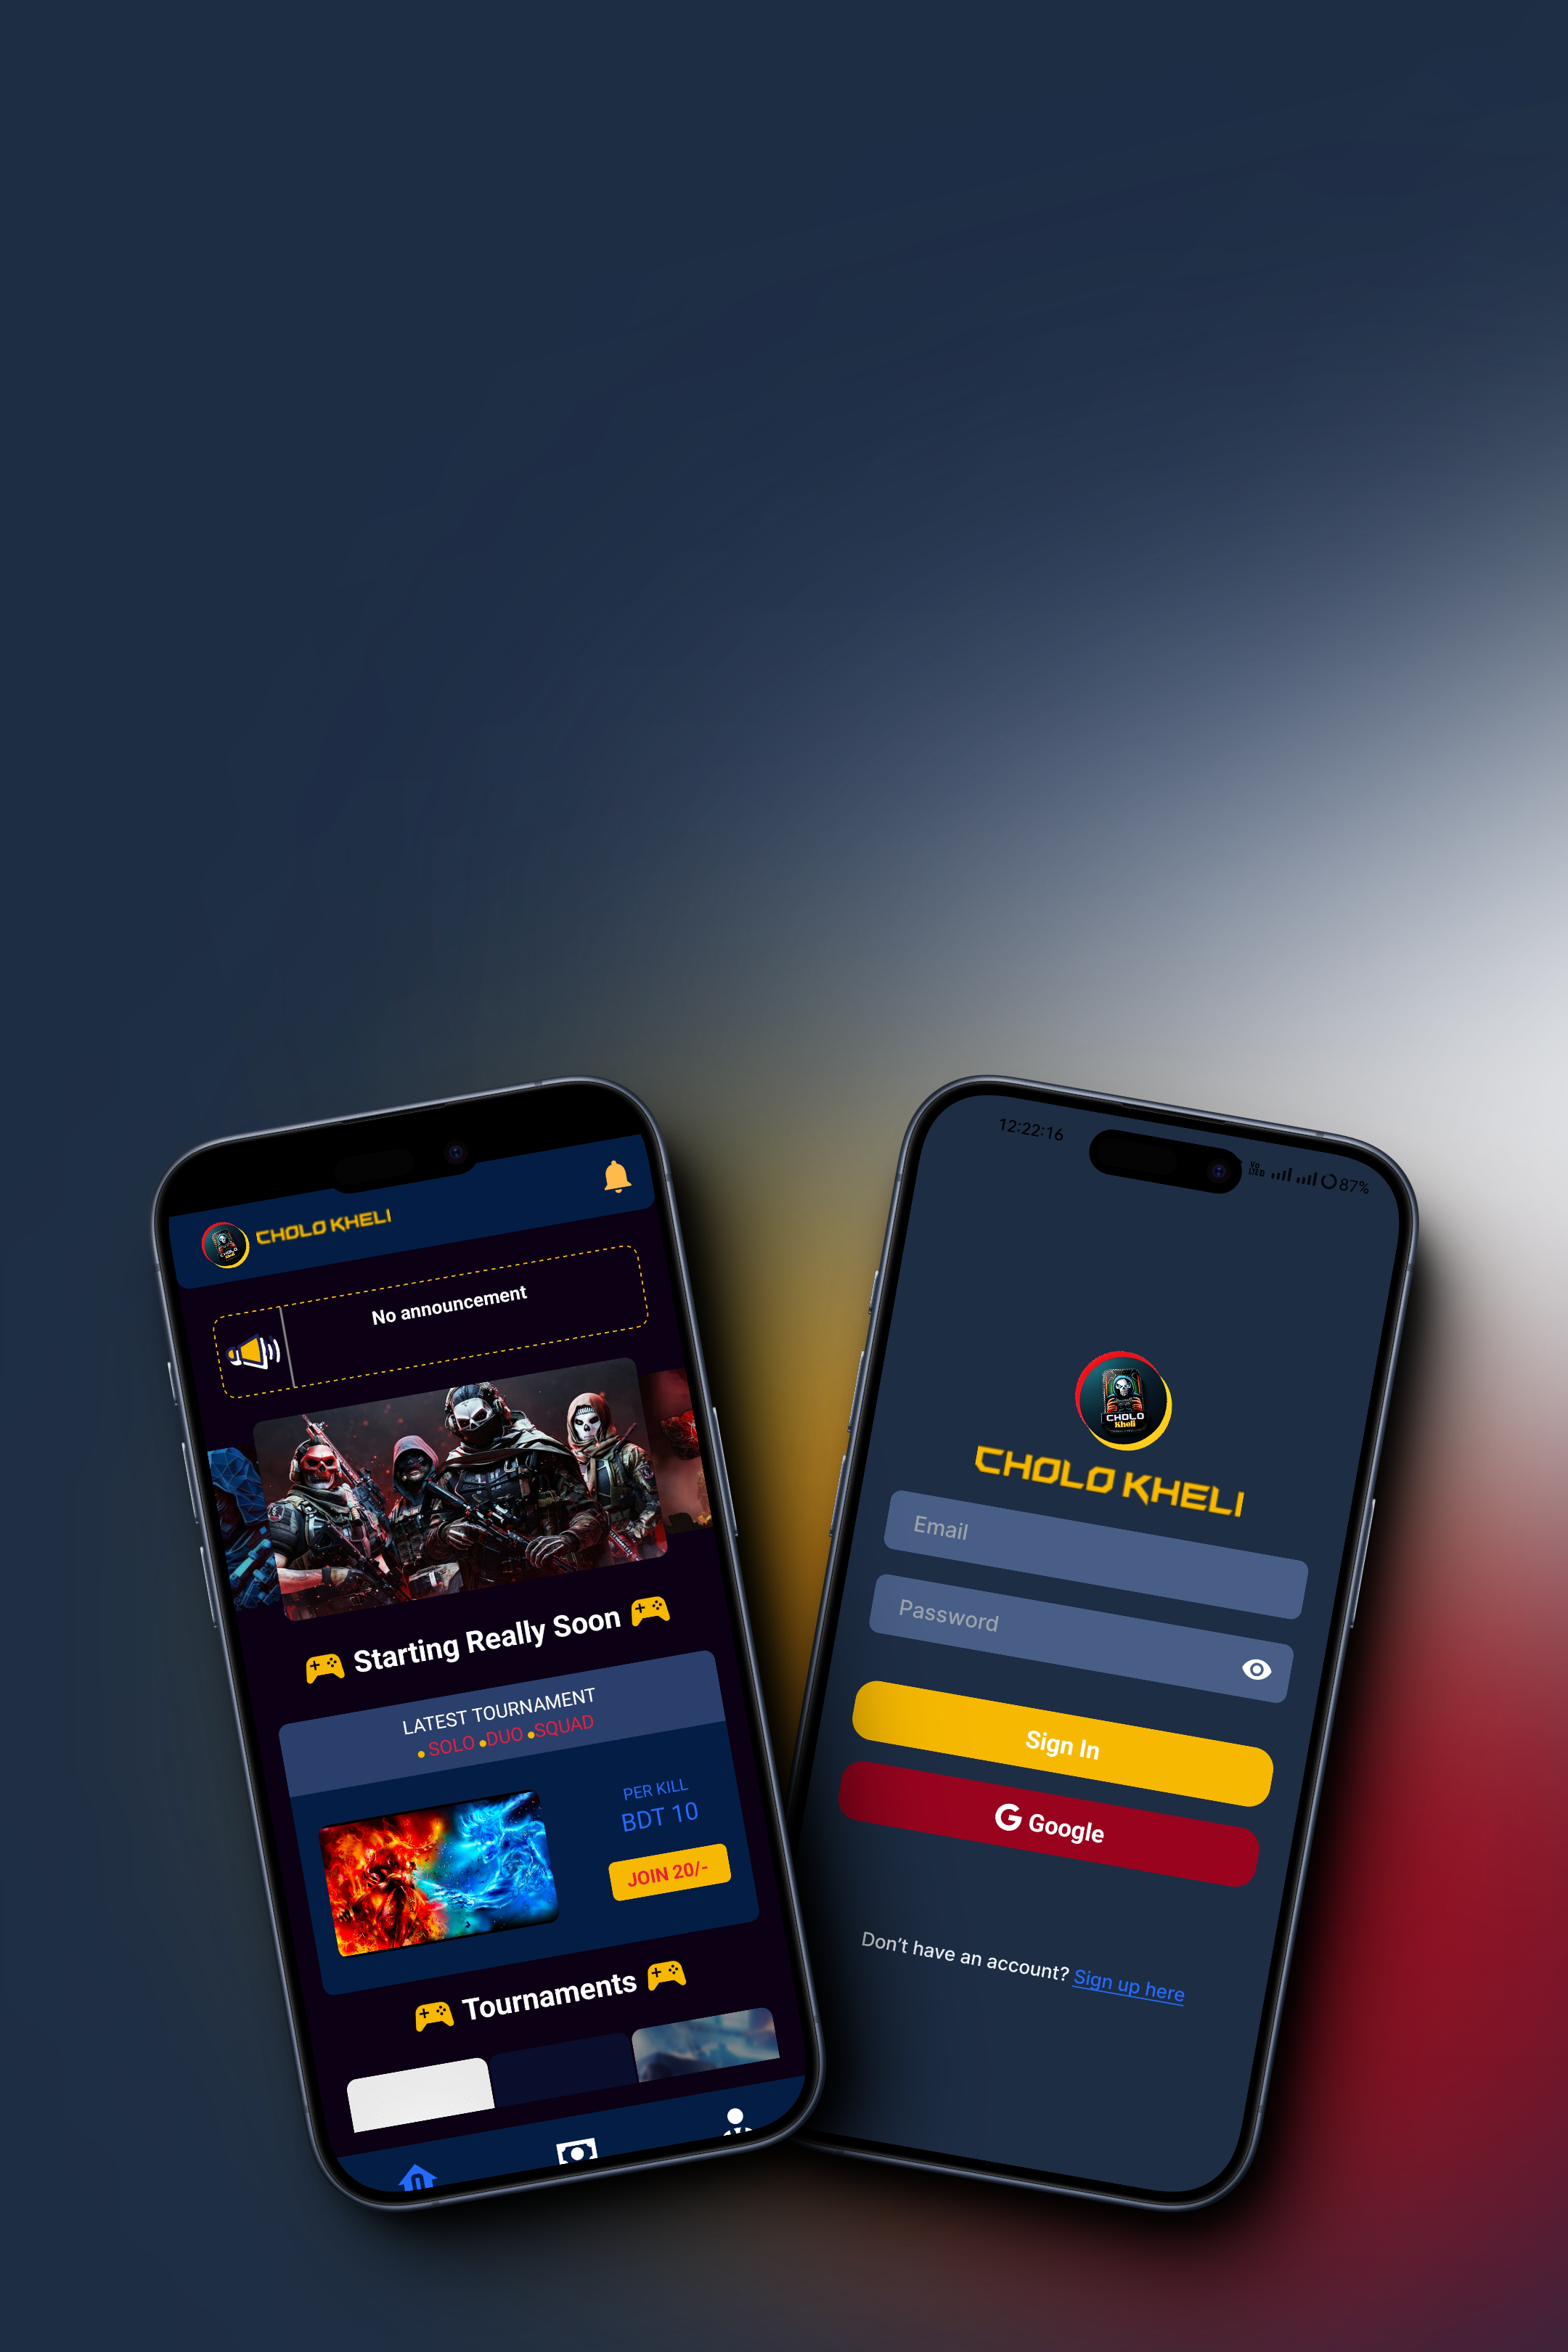 CHOLO KHELI
No announcement
Starting Really Soon
LATEST TOURNAMENT
SOLO DUO SQUAD
PER KILL
BDT 10
JOIN 20/-
Tournaments
12:22:16
Vo
LTE
87%
CHOLO
Kheli
CHOLO KHELI
Email
Password
Sign In
G Google
Don't have an account? Sign up here